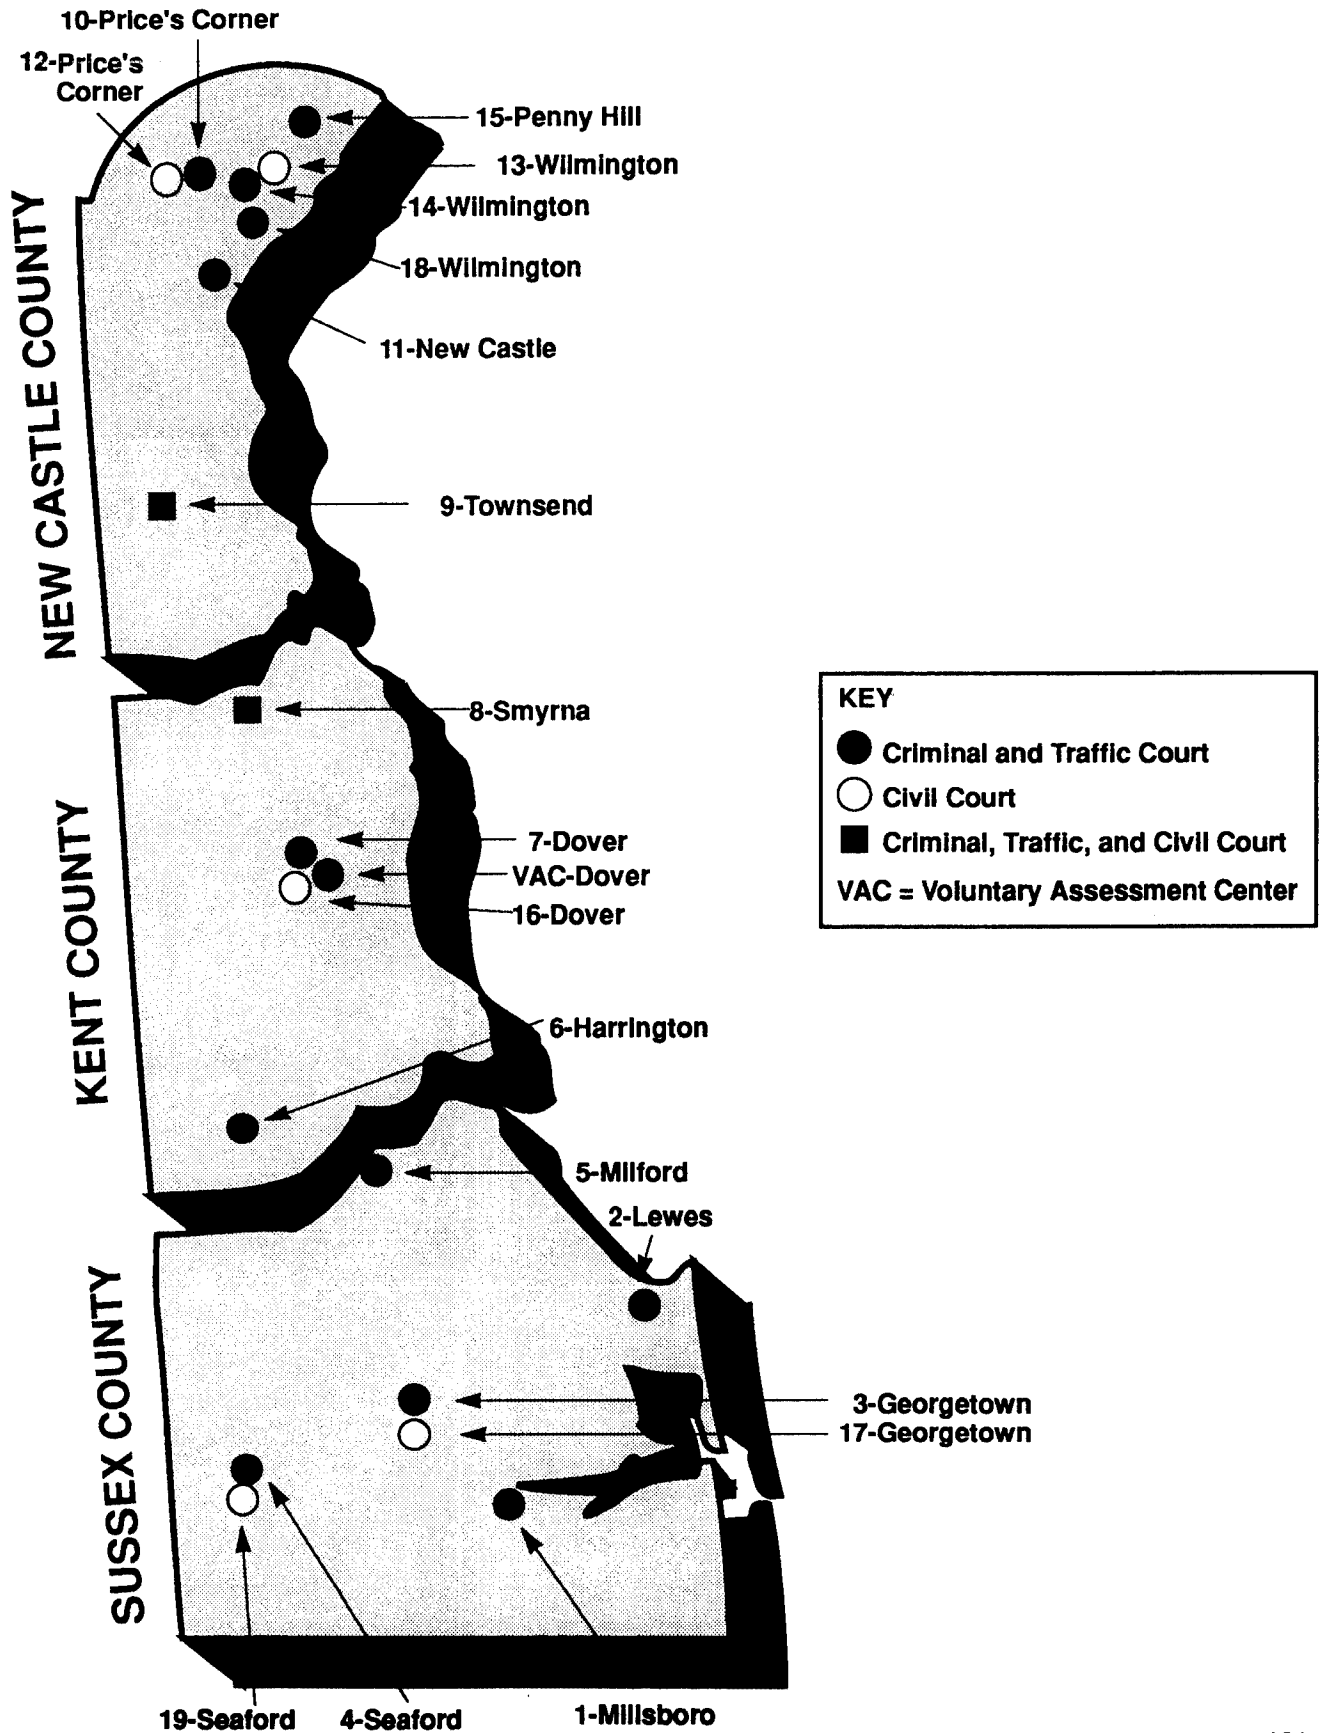 10-Price's Corner
12-Price's
Corner
15-Penny Hill
13-Wilmington
14-Wilmington
18-Wilmington
11-New Castle
NEW CASTLE COUNTY
9-Townsend
8-Smyrna
KEY
Criminal and Traffic Court
Civil Court
Criminal, Traffic, and Civil Court
VAC = Voluntary Assessment Center
7-Dover
VAC-Dover
16-Dover
KENT COUNTY
6-Harrington
5-Milford
2-Lewes
SUSSEX COUNTY
3-Georgetown
17-Georgetown
19-Seaford
4-Seaford
1-Millsboro